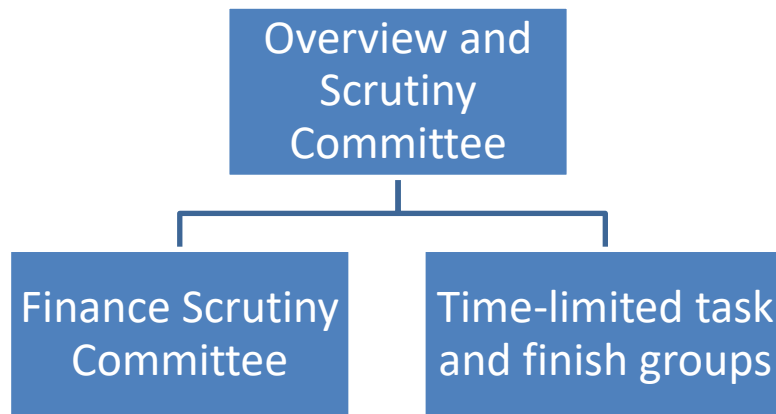 Overview and
Scrutiny
Committee
Finance Scrutiny
Committee
Time-limited task
and finish groups